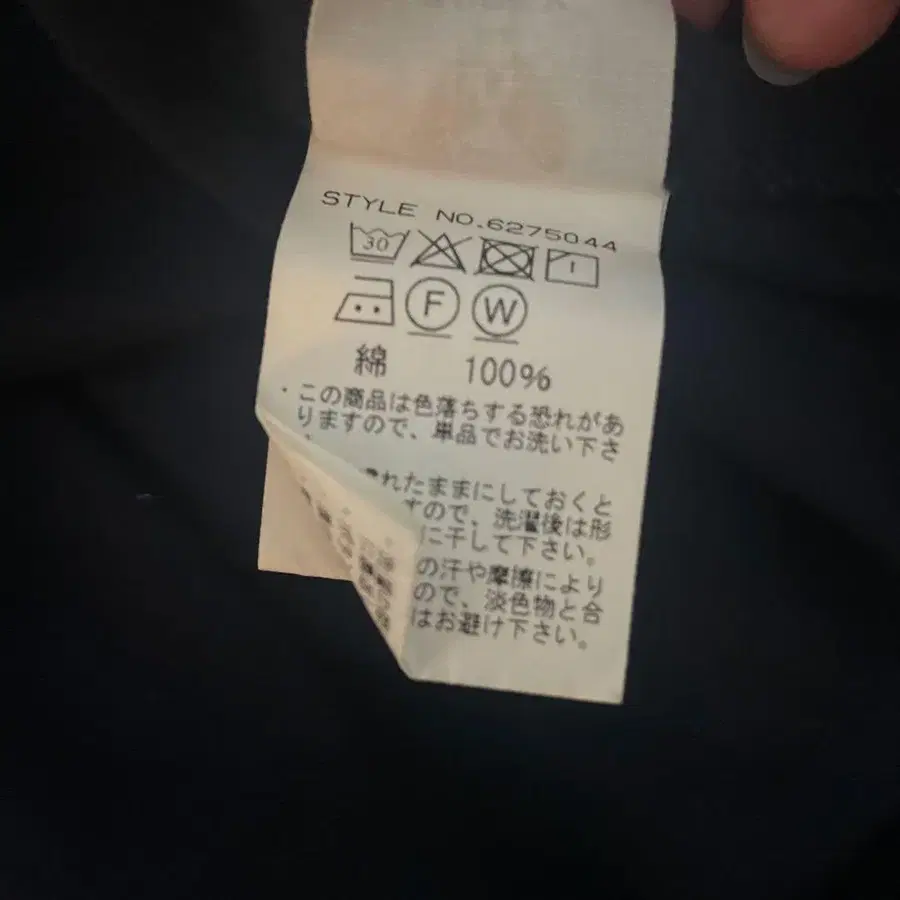 STYLE NO.6275044
30
F W
綿 100%
・この商品は色落ちする恐れがあ
りますので、単品でお洗い下さ
れたままにしておくと
すので、洗濯後は形
に干して下さい。
の汗や摩擦により
ので、淡色物と合
はお避け下さい。